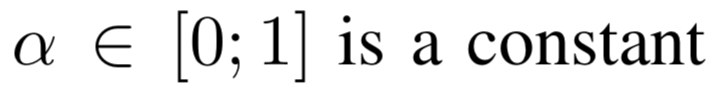 α ∈ [0; 1] is a constant